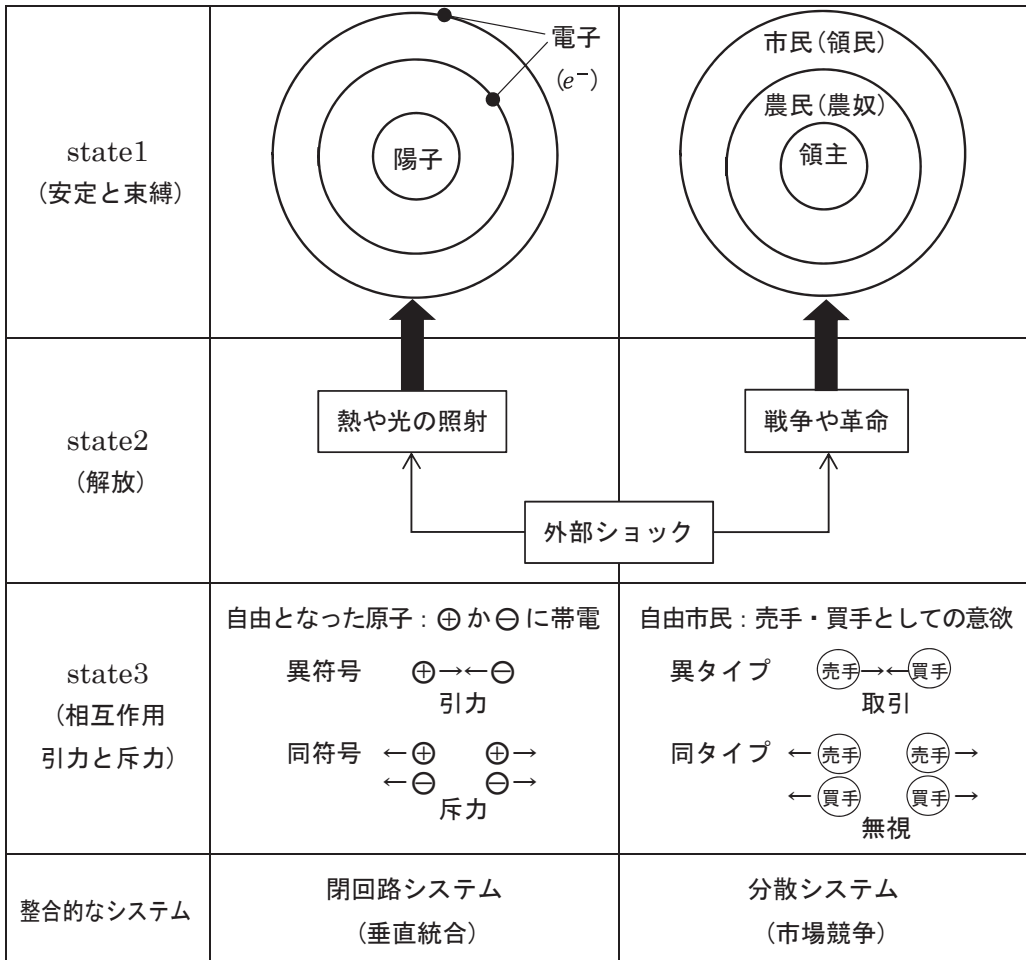 state1
（安定と束縛）
電子
(e⁻)
陽子
市民(領民)
農民(農奴)
領主
state2
（解放）
熱や光の照射
戦争や革命
外部ショック
state3
（相互作用
引力と斥力）
自由となった原子：⊕か⊖に帯電
異符号 ⊕→←⊖
引力
同符号 ←⊕ ⊕→
←⊖ ⊖→
斥力
自由市民：売手・買手としての意欲
異タイプ 売手→←買手
取引
同タイプ ←売手 売手→
←買手 買手→
無視
整合的なシステム
閉回路システム
（垂直統合）
分散システム
（市場競争）